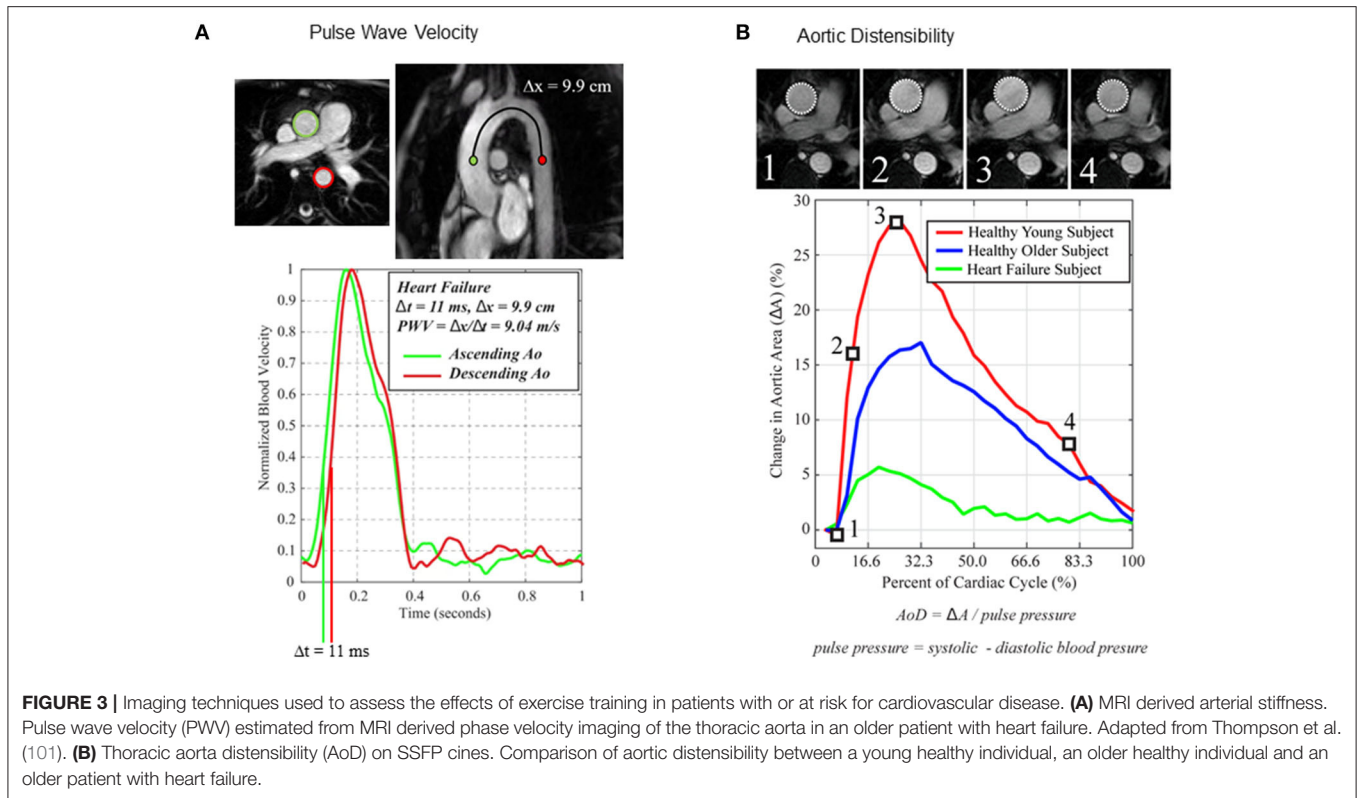 A
Pulse Wave Velocity
Δx = 9.9 cm
Normalized Blood Velocity
1
0.9
0.8
0.7
0.6
0.5
0.4
0.3
0.2
0.1
0
Heart Failure
Δt = 11 ms, Δx = 9.9 cm
PWV = Δx/Δt = 9.04 m/s
Ascending Ao
Descending Ao
0 0.2 0.4 0.6 0.8 1
Time (seconds)
Δt = 11 ms
B
Aortic Distensibility
1 2 3 4
Change in Aortic Area (ΔA) (%)
30
25
20
15
10
5
0
3
2
4
1
Healthy Young Subject
Healthy Older Subject
Heart Failure Subject
0 16.6 32.3 50.0 66.6 83.3 100
Percent of Cardiac Cycle (%)
AoD = ΔA / pulse pressure
pulse pressure = systolic - diastolic blood presure
FIGURE 3 | Imaging techniques used to assess the effects of exercise training in patients with or at risk for cardiovascular disease. (A) MRI derived arterial stiffness.
Pulse wave velocity (PWV) estimated from MRI derived phase velocity imaging of the thoracic aorta in an older patient with heart failure. Adapted from Thompson et al.
(101). (B) Thoracic aorta distensibility (AoD) on SSFP cines. Comparison of aortic distensibility between a young healthy individual, an older healthy individual and an
older patient with heart failure.